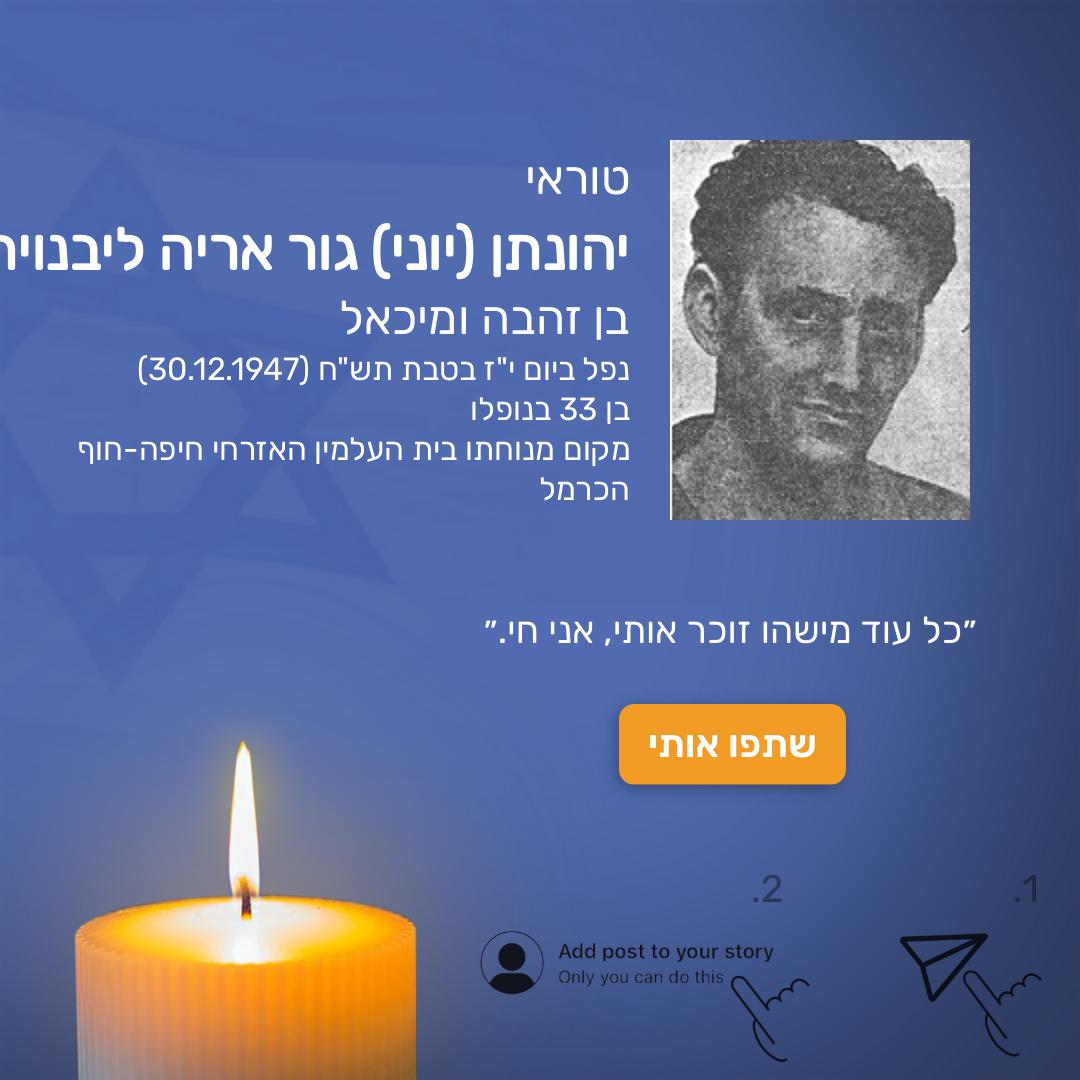 טוראי
יהונתן (יוני) גור אריה
בן זהבה ומיכאל
נפל ביום י"ז בטבת תש"ח (30.12.1947)
בן 33 בנופלו
מקום מנוחתו בית העלמין האזרחי חיפה-חוף
הכרמל
״כל עוד מישהו זוכר אותי, אני חי.״
שתפו אותי
.1
.2
Add post to your story
Only you can do this